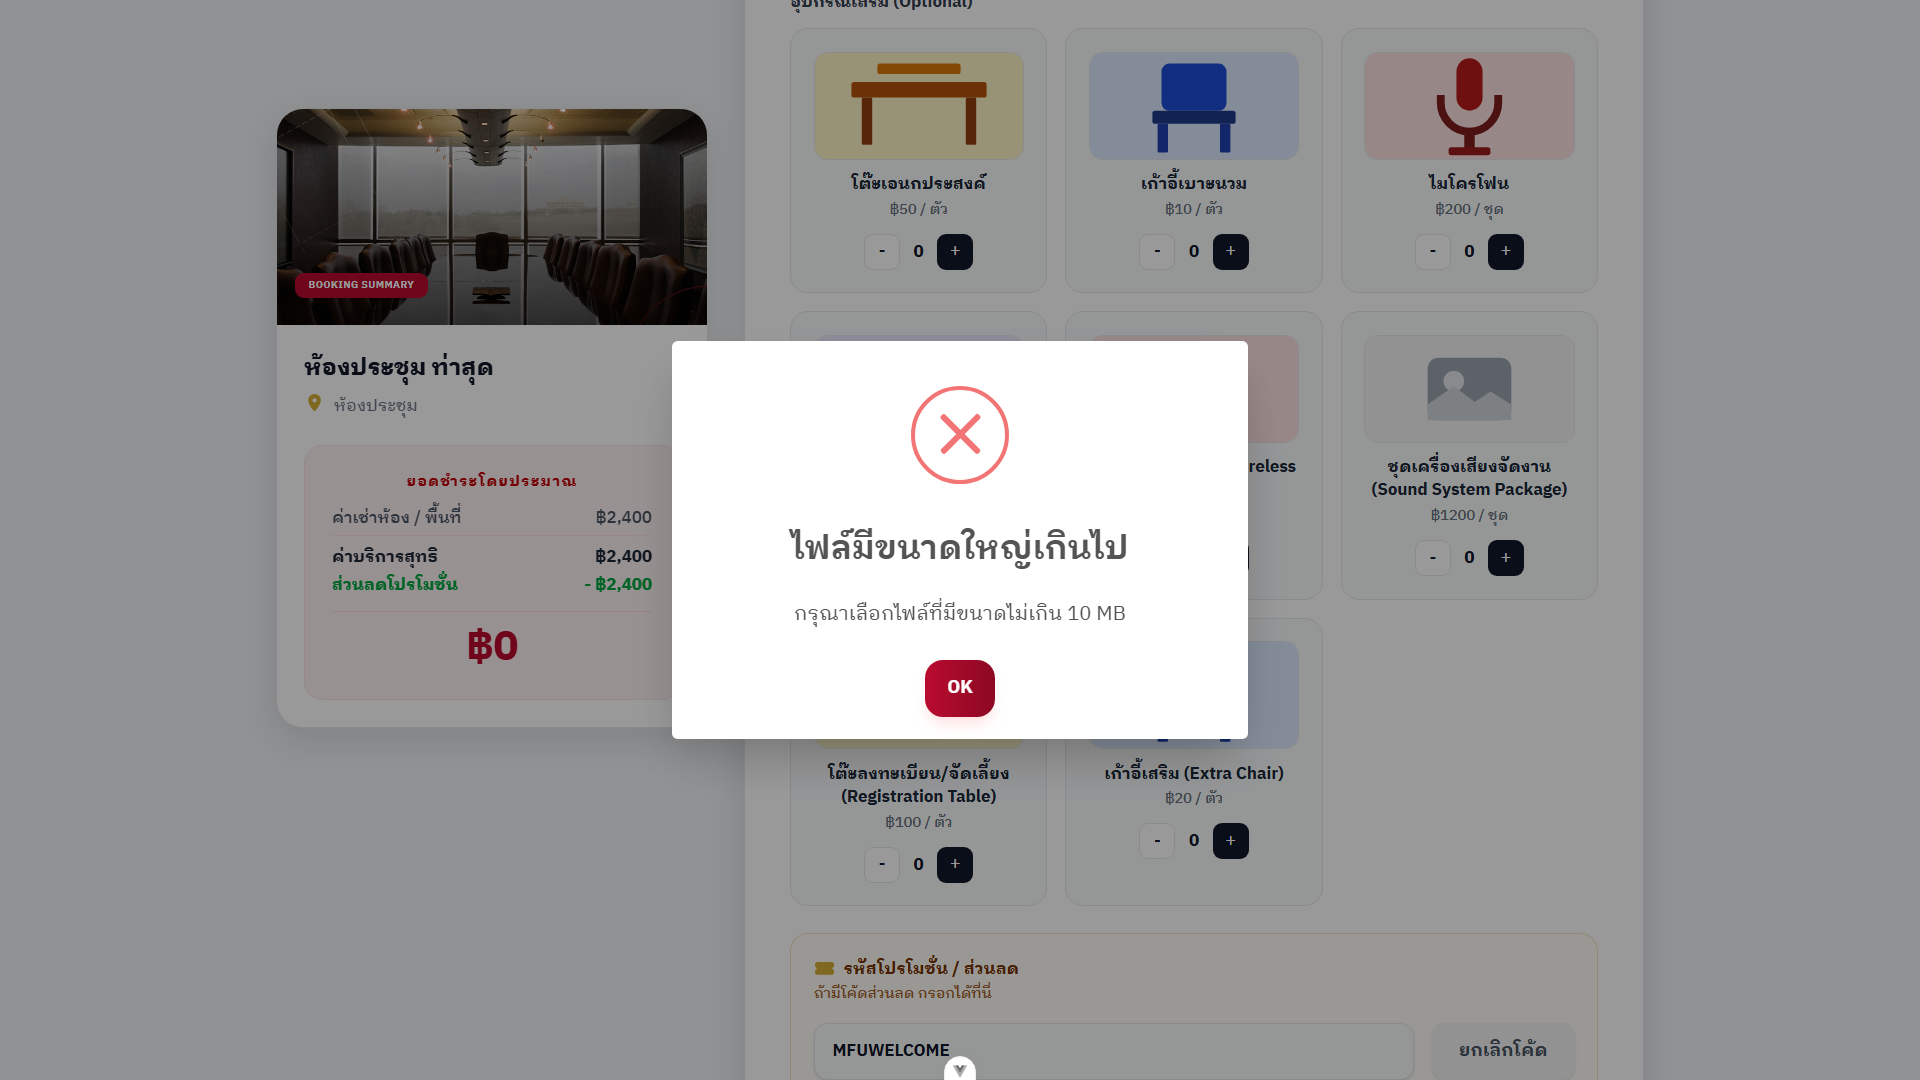 อุปกรณ์เสริม (Optional)
โต๊ะเอนกประสงค์
฿50 / ตัว
- 0 +
เก้าอี้เบาะนวม
฿10 / ตัว
- 0 +
ไมโครโฟน
฿200 / ชุด
- 0 +
BOOKING SUMMARY
ห้องประชุม ท่าสุด
ห้องประชุม
ยอดชำระโดยประมาณ
ค่าเช่าห้อง / พื้นที่ ฿2,400
ค่าบริการสุทธิ ฿2,400
ส่วนลดโปรโมชั่น - ฿2,400
฿0
ชุดเครื่องเสียงจัดงาน
(Sound System Package)
฿1200 / ชุด
- 0 +
ไฟล์มีขนาดใหญ่เกินไป
กรุณาเลือกไฟล์ที่มีขนาดไม่เกิน 10 MB
OK
โต๊ะลงทะเบียน/จัดเลี้ยง
(Registration Table)
฿100 / ตัว
- 0 +
เก้าอี้เสริม (Extra Chair)
฿20 / ตัว
- 0 +
รหัสโปรโมชั่น / ส่วนลด
ถ้ามีโค้ดส่วนลด กรอกได้ที่นี่
MFUWELCOME
ยกเลิกโค้ด